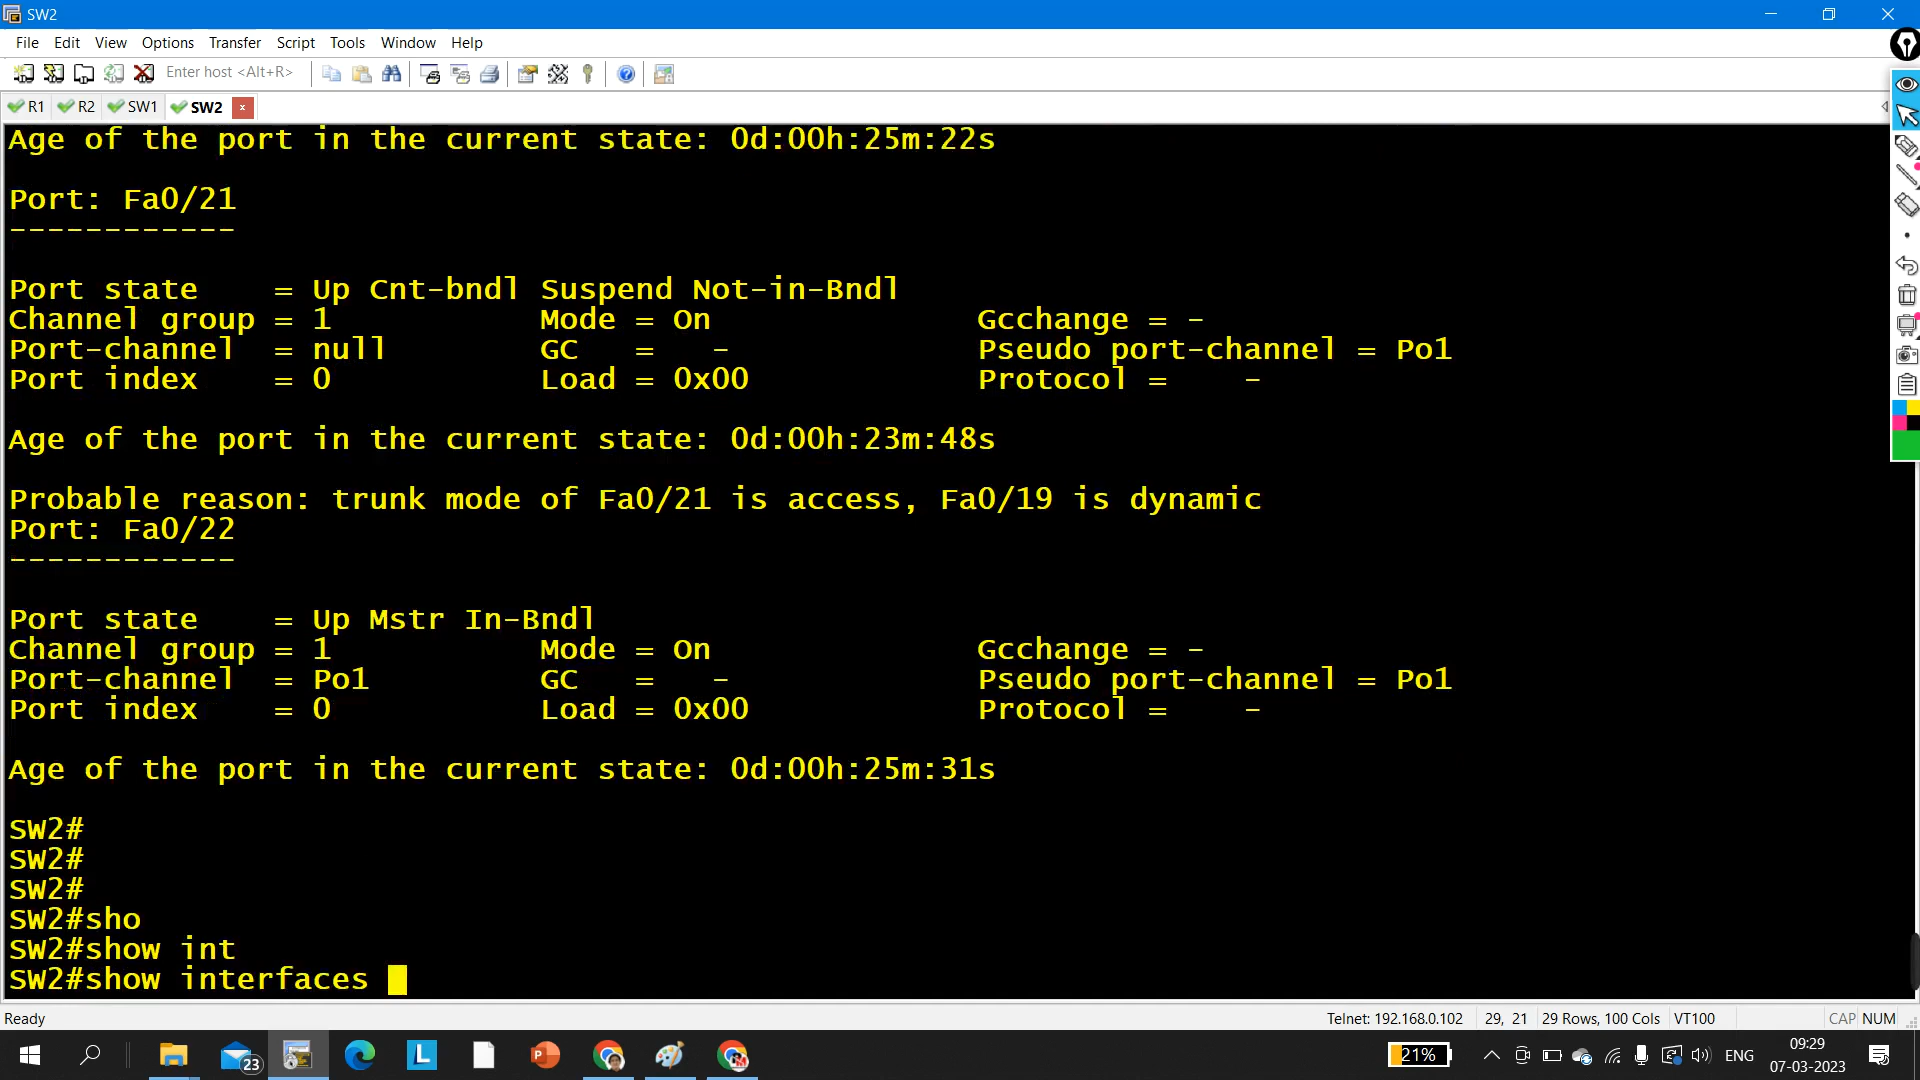 SW2
File Edit View Options Transfer Script Tools Window Help
Enter host <Alt+R>
R1 R2 SW1 SW2 x
Age of the port in the current state: 0d:00h:25m:22s
Port: Fa0/21
------------
Port state    = Up Cnt-bndl Suspend Not-in-Bndl
Channel group = 1           Mode = On              Gcchange = -
Port-channel  = null        GC   =   -             Pseudo port-channel = Po1
Port index    = 0           Load = 0x00            Protocol =    -
Age of the port in the current state: 0d:00h:23m:48s
Probable reason: trunk mode of Fa0/21 is access, Fa0/19 is dynamic
Port: Fa0/22
------------
Port state    = Up Mstr In-Bndl
Channel group = 1           Mode = On              Gcchange = -
Port-channel  = Po1         GC   =   -             Pseudo port-channel = Po1
Port index    = 0           Load = 0x00            Protocol =    -
Age of the port in the current state: 0d:00h:25m:31s
SW2#
SW2#
SW2#
SW2#sho
SW2#show int
SW2#show interfaces
Ready Telnet: 192.168.0.102 29, 21 29 Rows, 100 Cols VT100 CAP NUM
23 L P 21% ENG 09:29
07-03-2023